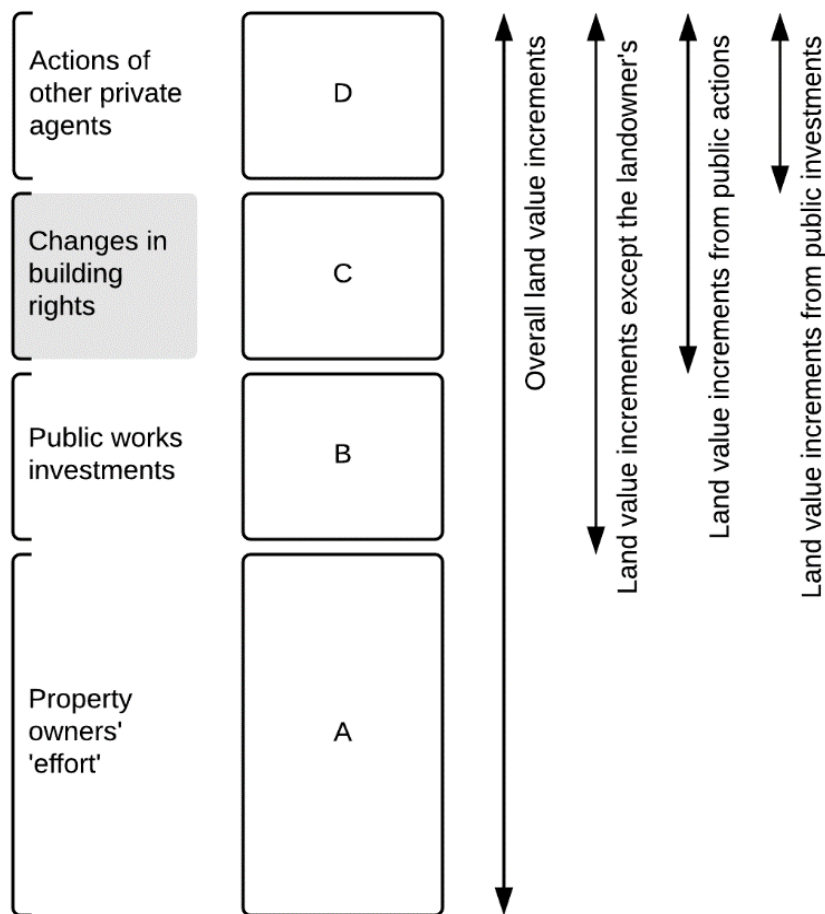 Actions of
other private
agents
D
Changes in
building
rights
C
Public works
investments
B
Property
owners'
'effort'
A
Overall land value increments
Land value increments except the landowner's
Land value increments from public actions
Land value increments from public investments